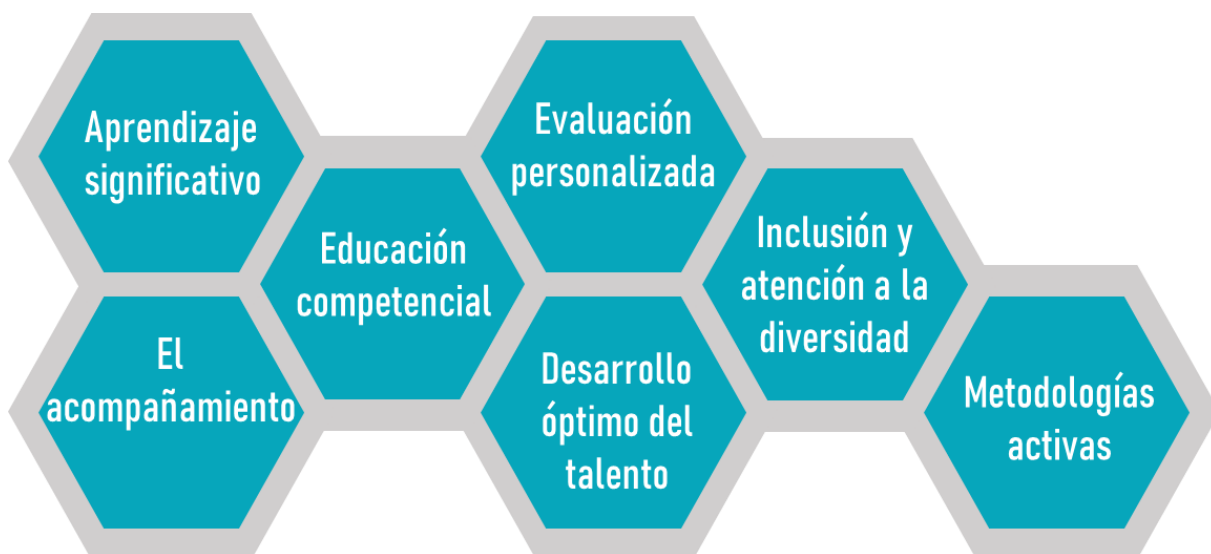 Aprendizaje
significativo
El
acompañamiento
Educación
competencial
Evaluación
personalizada
Desarrollo
óptimo del
talento
Inclusión y
atención a la
diversidad
Metodologías
activas